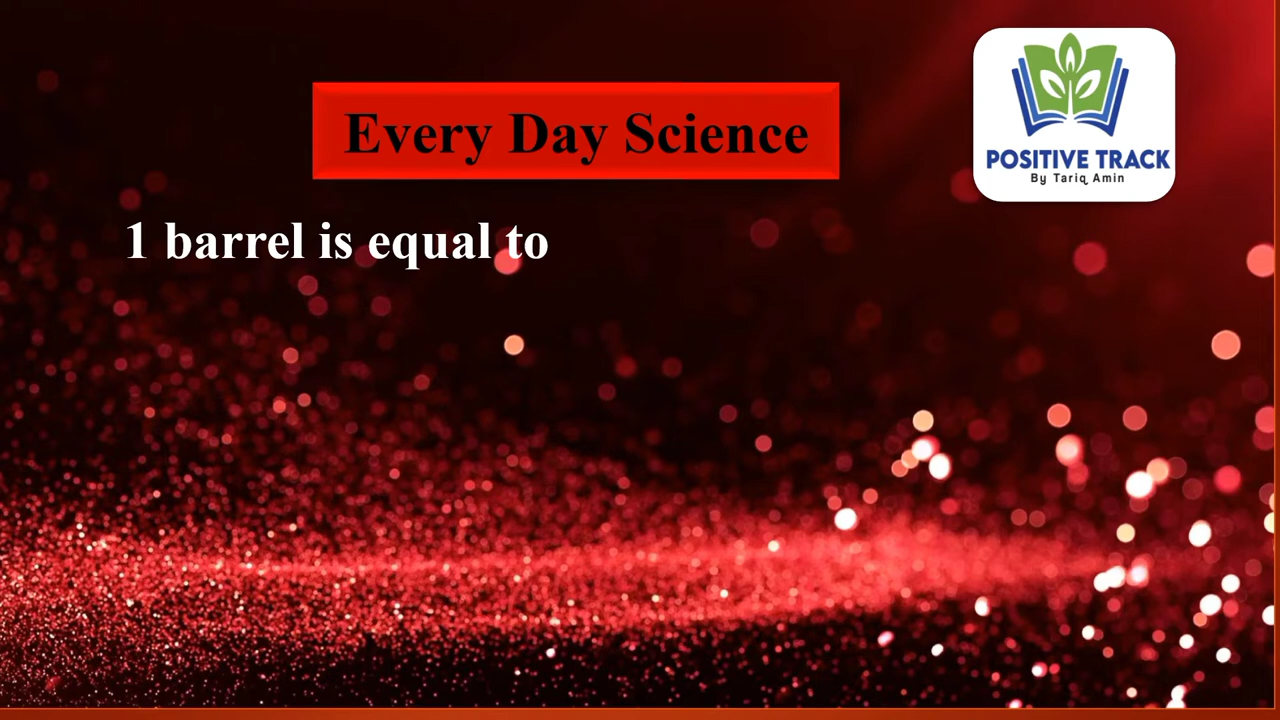 Every Day Science
POSITIVE TRACK
By Tariq Amin
1 barrel is equal to